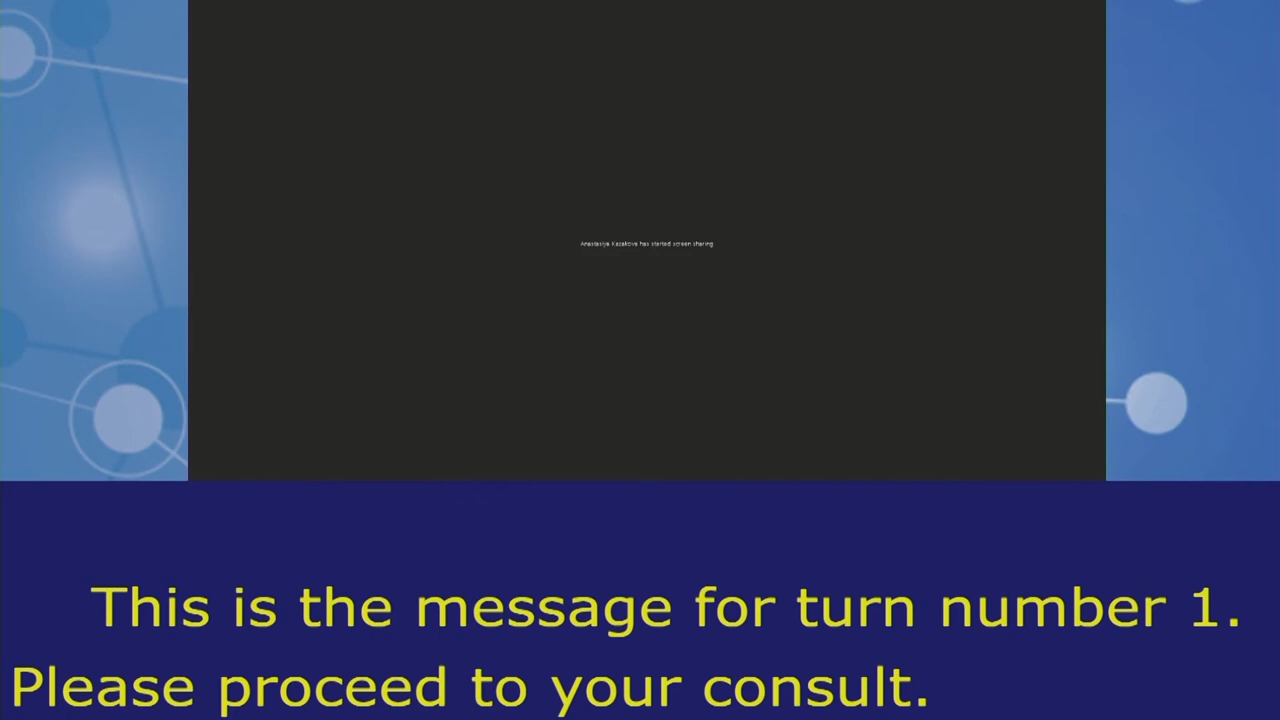 Anastasiya Kazakova has started screen sharing
This is the message for turn number 1.
Please proceed to your consult.